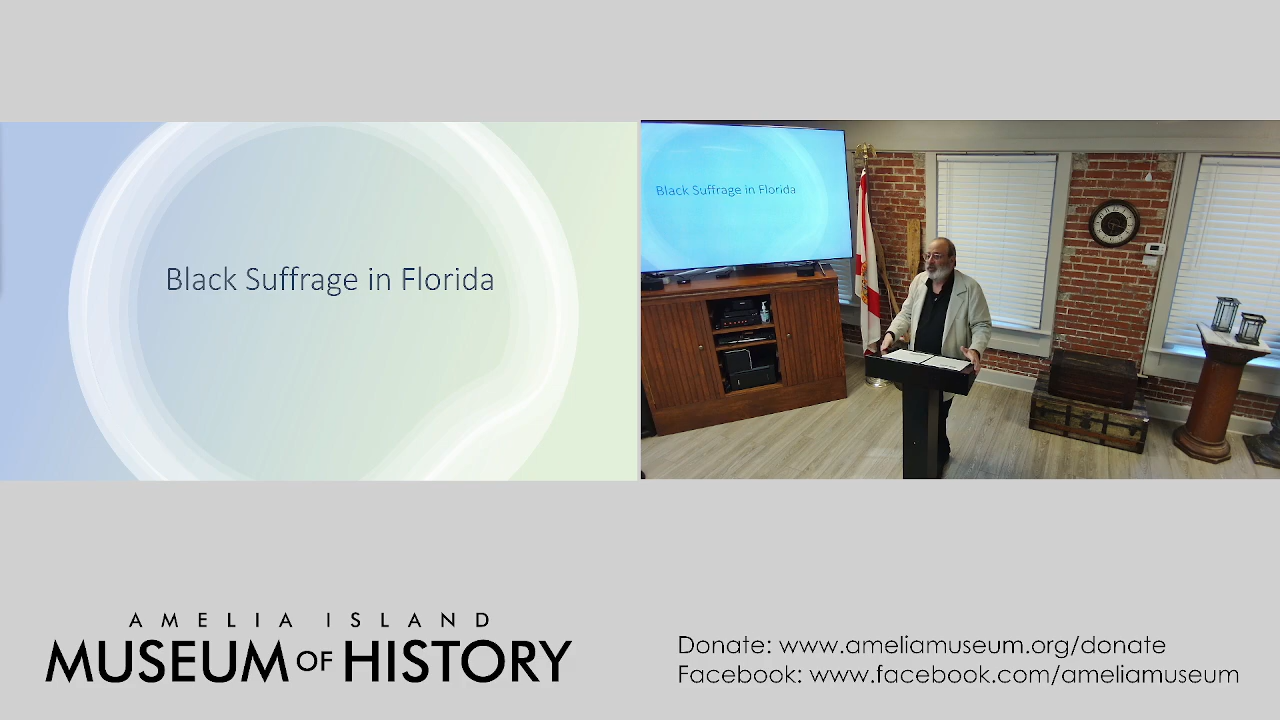 Black Suffrage in Florida
Black Suffrage in Florida
AMELIA ISLAND
MUSEUM OF HISTORY
Donate: www.ameliamuseum.org/donate
Facebook: www.facebook.com/ameliamuseum